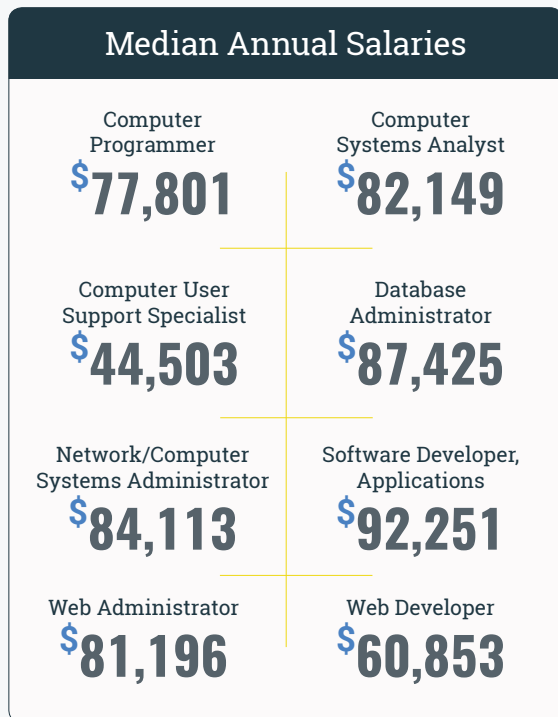 Median Annual Salaries
Computer
Programmer
$77,801
Computer
Systems Analyst
$82,149
Computer User
Support Specialist
$44,503
Database
Administrator
$87,425
Network/Computer
Systems Administrator
$84,113
Software Developer,
Applications
$92,251
Web Administrator
$81,196
Web Developer
$60,853